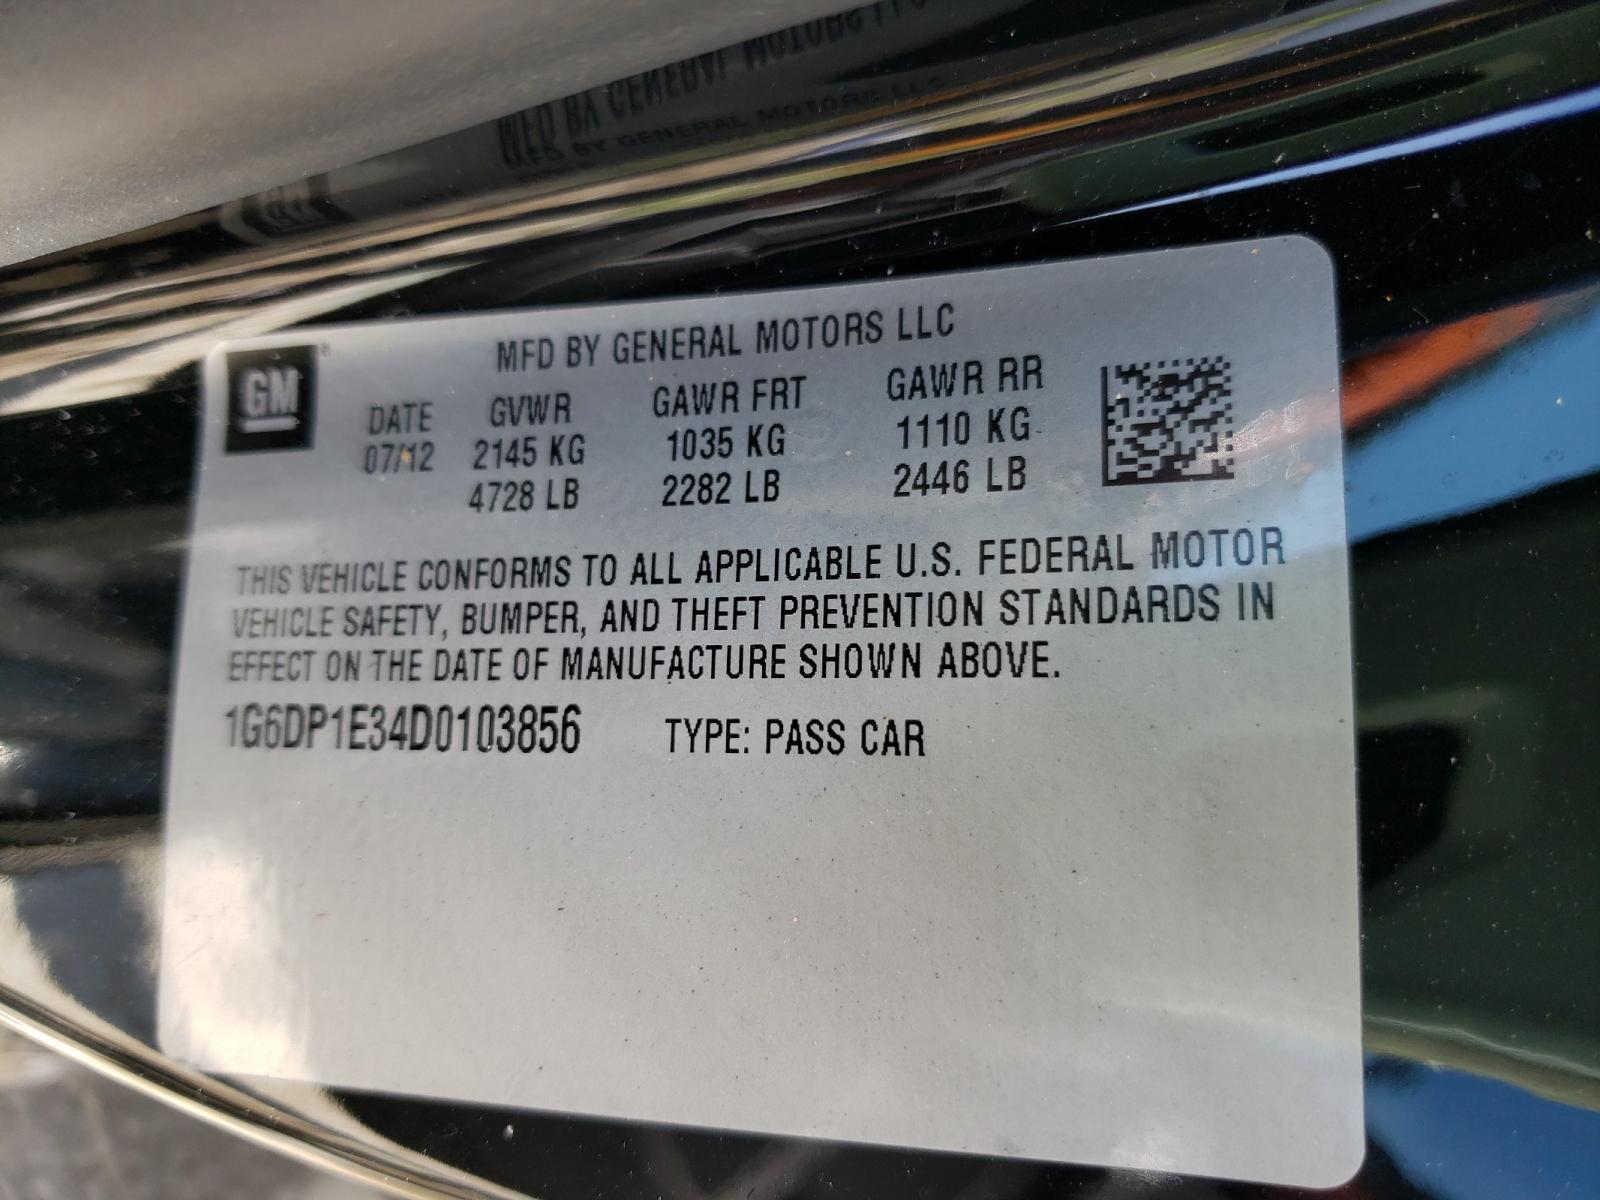 MFD BY GENERAL MOTORS LLC
GM
DATE GVWR GAWR FRT GAWR RR
07/12 2145 KG 1035 KG 1110 KG
4728 LB 2282 LB 2446 LB
THIS VEHICLE CONFORMS TO ALL APPLICABLE U.S. FEDERAL MOTOR
VEHICLE SAFETY, BUMPER, AND THEFT PREVENTION STANDARDS IN
EFFECT ON THE DATE OF MANUFACTURE SHOWN ABOVE.
1G6DP1E34D0103856 TYPE: PASS CAR